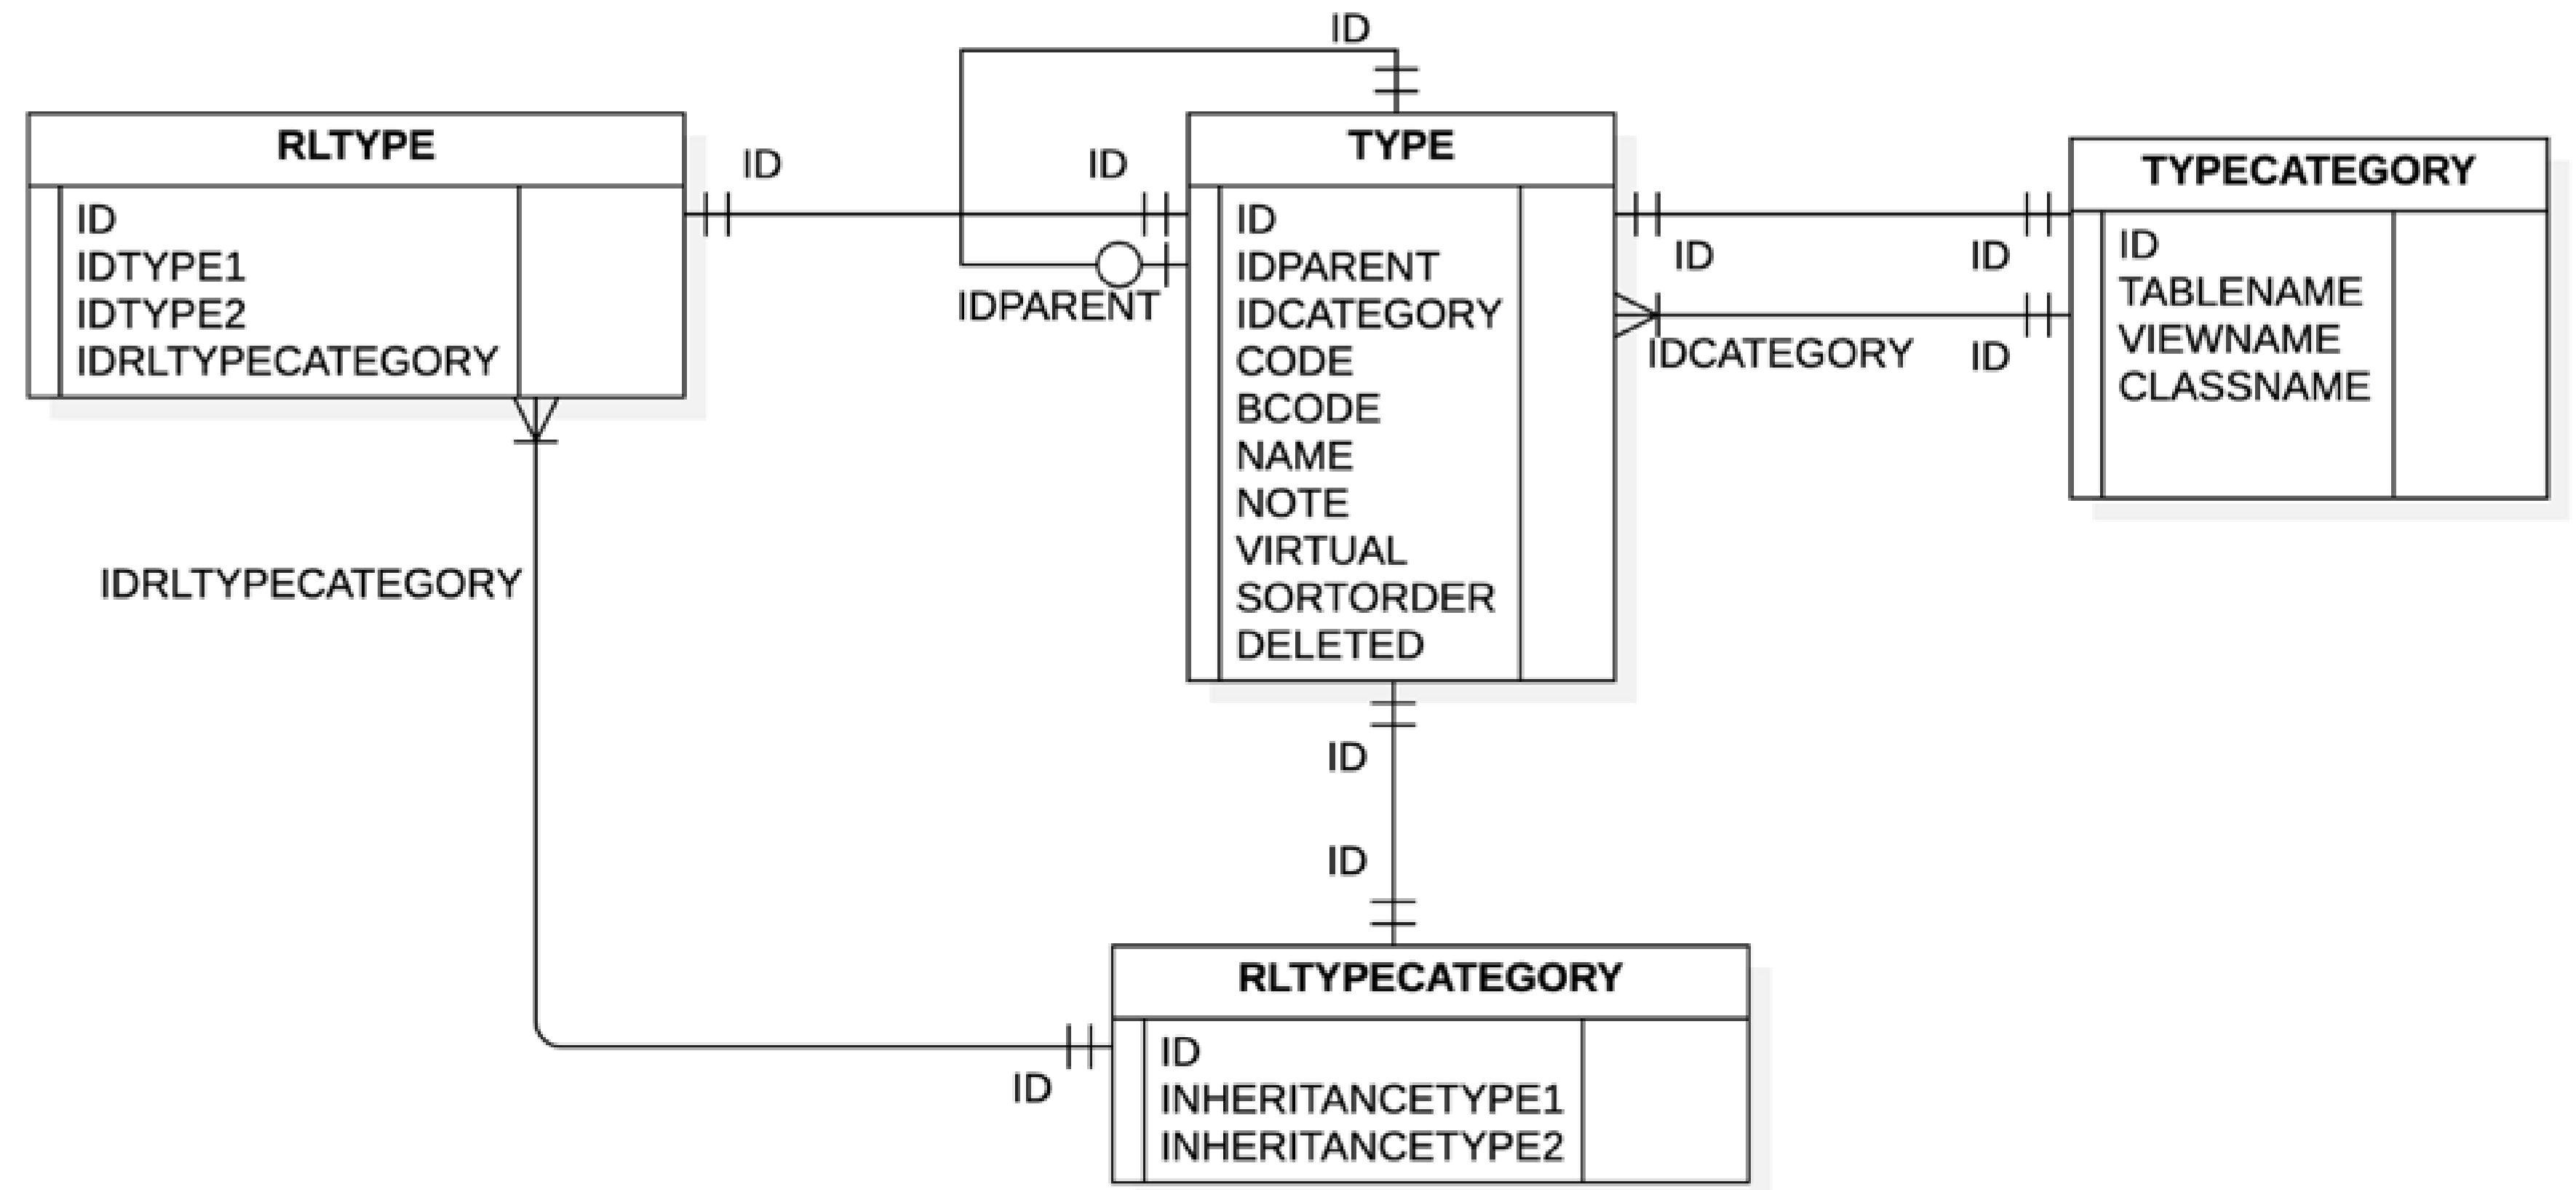 ID
RLTYPE
ID
IDTYPE1
IDTYPE2
IDRLTYPECATEGORY
ID
ID
IDPARENT
TYPE
ID
IDPARENT
IDCATEGORY
CODE
BCODE
NAME
NOTE
VIRTUAL
SORTORDER
DELETED
ID
ID
IDCATEGORY
ID
TYPECATEGORY
ID
TABLENAME
VIEWNAME
CLASSNAME
IDRLTYPECATEGORY
ID
ID
ID
RLTYPECATEGORY
ID
INHERITANCETYPE1
INHERITANCETYPE2